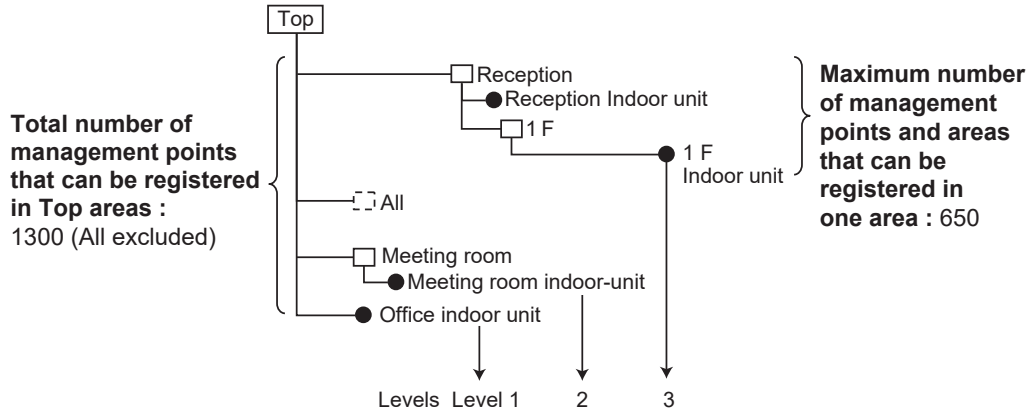 Top
Total number of
management points
that can be registered
in Top areas :
1300 (All excluded)
Reception
Reception Indoor unit
1 F
1 F
Indoor unit
All
Meeting room
Meeting room indoor-unit
Office indoor unit
Maximum number
of management
points and areas
that can be
registered in
one area : 650
Levels Level 1 2 3